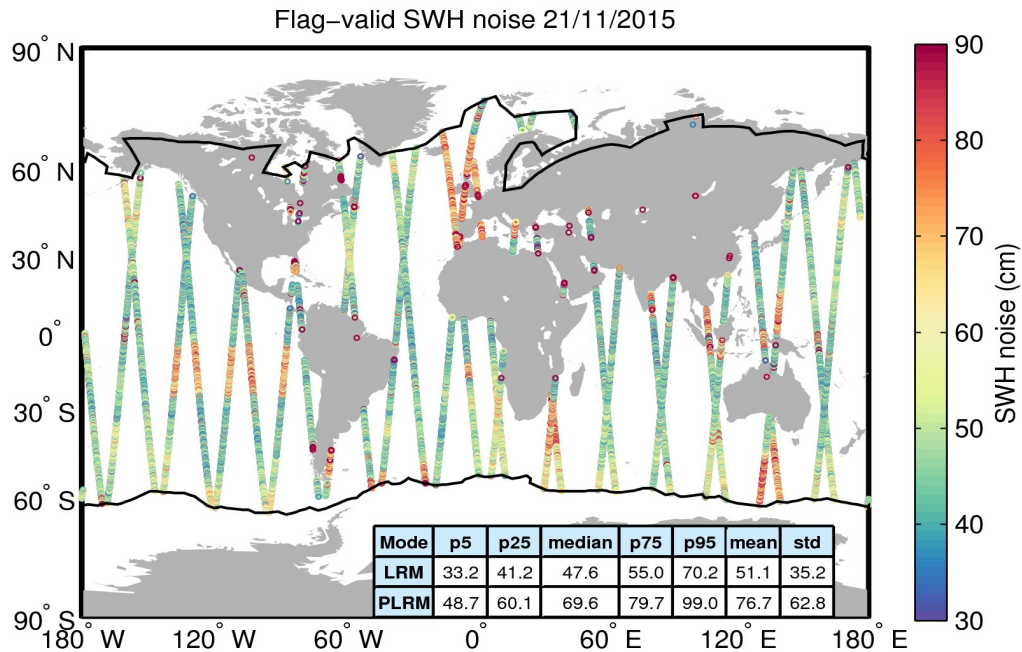 Flag−valid SWH noise 21/11/2015
90° N
60° N
30° N
0°
30° S
60° S
90° S
180° W
120° W
60° W
0°
60° E
120° E
180° E
Mode p5 p25 median p75 p95 mean std
LRM 33.2 41.2 47.6 55.0 70.2 51.1 35.2
PLRM 48.7 60.1 69.6 79.7 99.0 76.7 62.8
90
80
70
60
50
40
30
SWH noise (cm)